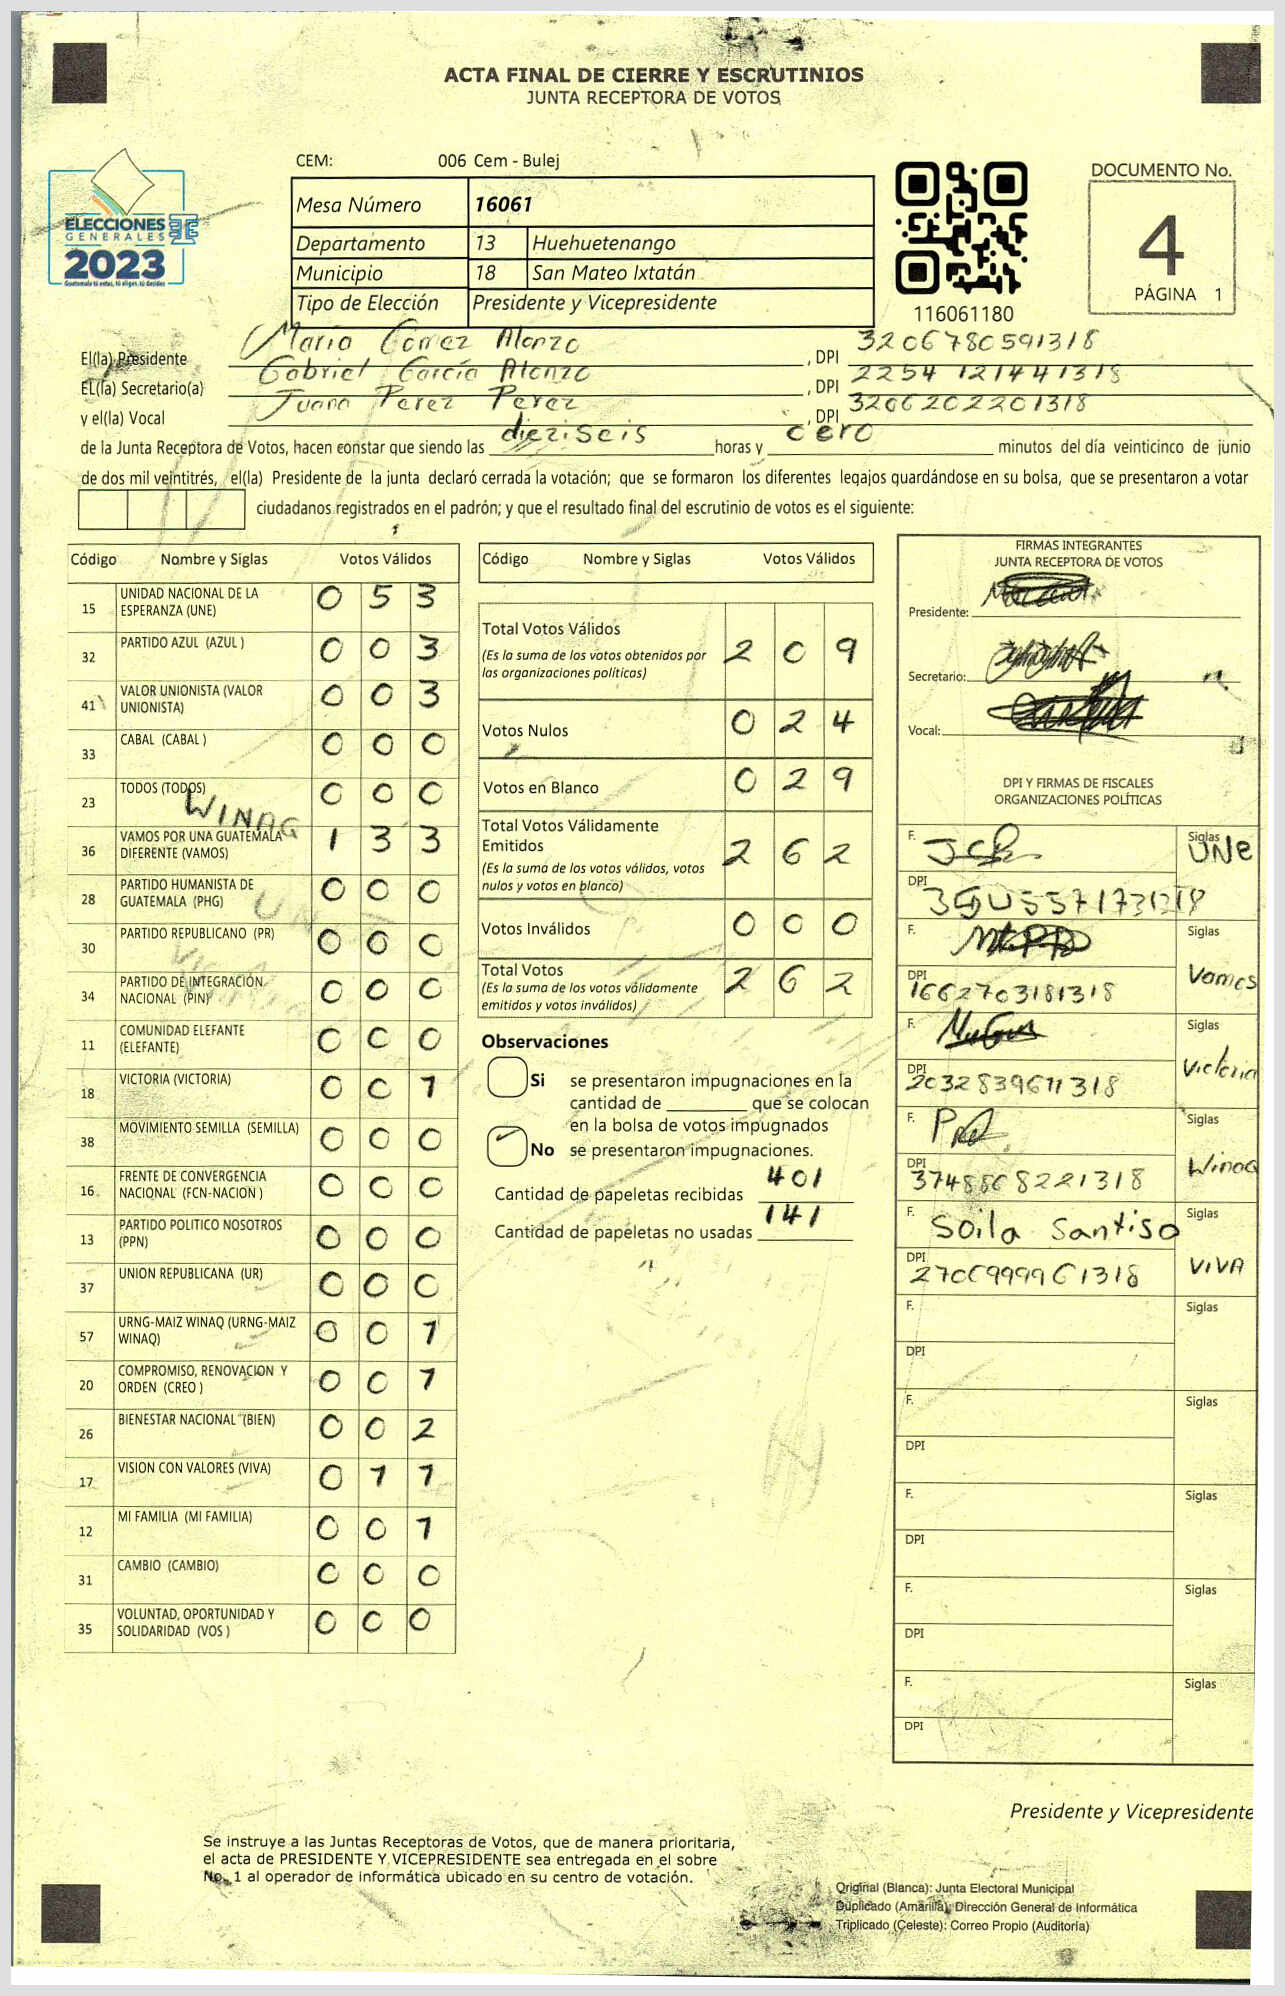 ACTA FINAL DE CIERRE Y ESCRUTINIOS
JUNTA RECEPTORA DE VOTOS
CEM: 006 Cem - Bulej
ELECCIONES
GENERALES
2023
Guatemala tú votas, tú eliges, tú decides
Mesa Número 16061
Departamento 13 Huehuetenango
Municipio 18 San Mateo Ixtatán
Tipo de Elección Presidente y Vicepresidente
116061180
DOCUMENTO No.
4
PÁGINA 1
El(la) Presidente María Gómez Alonzo , DPI 3206780591318
EL(la) Secretario(a) Gabriel García Alonzo , DPI 2254 121441318
y el(la) Vocal Juana Perez Perez , DPI 3206202201318
de la Junta Receptora de Votos, hacen constar que siendo las dieziseis horas y cero minutos del día veinticinco de junio
de dos mil veintitrés, el(la) Presidente de la junta declaró cerrada la votación; que se formaron los diferentes legajos quardándose en su bolsa, que se presentaron a votar
ciudadanos registrados en el padrón; y que el resultado final del escrutinio de votos es el siguiente:
Código Nombre y Siglas Votos Válidos
15 UNIDAD NACIONAL DE LA ESPERANZA (UNE) 0 5 3
32 PARTIDO AZUL (AZUL ) 0 0 3
41 VALOR UNIONISTA (VALOR UNIONISTA) 0 0 3
33 CABAL (CABAL ) 0 0 0
23 TODOS (TODOS) 0 0 0
WINAQ
36 VAMOS POR UNA GUATEMALA DIFERENTE (VAMOS) 1 3 3
28 PARTIDO HUMANISTA DE GUATEMALA (PHG) 0 0 0
30 PARTIDO REPUBLICANO (PR) 0 0 0
34 PARTIDO DE INTEGRACIÓN NACIONAL (PIN) 0 0 0
11 COMUNIDAD ELEFANTE (ELEFANTE) 0 0 0
18 VICTORIA (VICTORIA) 0 0 1
38 MOVIMIENTO SEMILLA (SEMILLA) 0 0 0
16 FRENTE DE CONVERGENCIA NACIONAL (FCN-NACION ) 0 0 0
13 PARTIDO POLITICO NOSOTROS (PPN) 0 0 0
37 UNION REPUBLICANA (UR) 0 0 0
57 URNG-MAIZ WINAQ (URNG-MAIZ WINAQ) 0 0 1
20 COMPROMISO, RENOVACION Y ORDEN (CREO ) 0 0 1
26 BIENESTAR NACIONAL (BIEN) 0 0 2
17 VISION CON VALORES (VIVA) 0 1 1
12 MI FAMILIA (MI FAMILIA) 0 0 1
31 CAMBIO (CAMBIO) 0 0 0
35 VOLUNTAD, OPORTUNIDAD Y SOLIDARIDAD (VOS ) 0 0 0
Código Nombre y Siglas Votos Válidos
Total Votos Válidos 2 0 9
(Es la suma de los votos obtenidos por
las organizaciones politicas)
Votos Nulos 0 2 4
Votos en Blanco 0 2 9
Total Votos Válidamente
Emitidos 2 6 2
(Es la suma de los votos válidos, votos
nulos y votos en blanco)
Votos Inválidos 0 0 0
Total Votos 2 6 2
(Es la suma de los votos válidamente
emitidos y votos inválidos)
Observaciones
Si se presentaron impugnaciones en la
cantidad de ________ que se colocan
en la bolsa de votos impugnados
No se presentaron impugnaciones.
Cantidad de papeletas recibidas 401
Cantidad de papeletas no usadas 141
FIRMAS INTEGRANTES
JUNTA RECEPTORA DE VOTOS
Presidente:
Secretario:
Vocal:
DPI Y FIRMAS DE FISCALES
ORGANIZACIONES POLÍTICAS
F. Siglas UNe
DPI
F. Siglas Vamos
DPI 1662703181318
F. Siglas Victoria
DPI 2032839671318
F. Siglas Winaq
DPI 3748868221318
F. Soila Santiso Siglas VIVA
DPI 2706999961318
F. Siglas
DPI
F. Siglas
DPI
F. Siglas
DPI
F. Siglas
DPI
F. Siglas
DPI
Presidente y Vicepresidente
Se instruye a las Juntas Receptoras de Votos, que de manera prioritaria,
el acta de PRESIDENTE Y VICEPRESIDENTE sea entregada en el sobre
No. 1 al operador de informática ubicado en su centro de votación.
Original (Blanca): Junta Electoral Municipal
Duplicado (Amarilla): Dirección General de Informática
Triplicado (Celeste): Correo Propio (Auditoría)